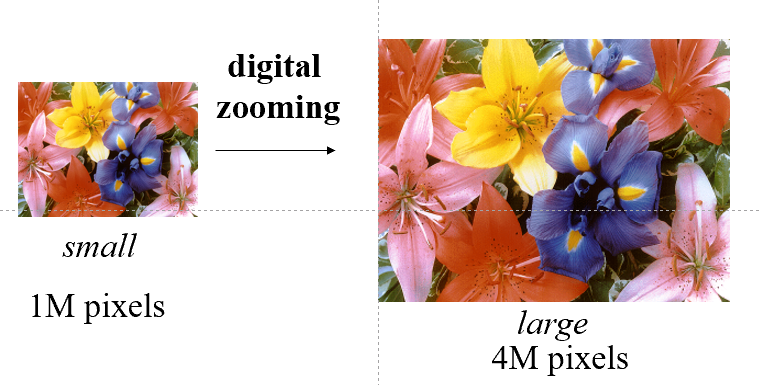 digital
zooming
small
1M pixels
large
4M pixels